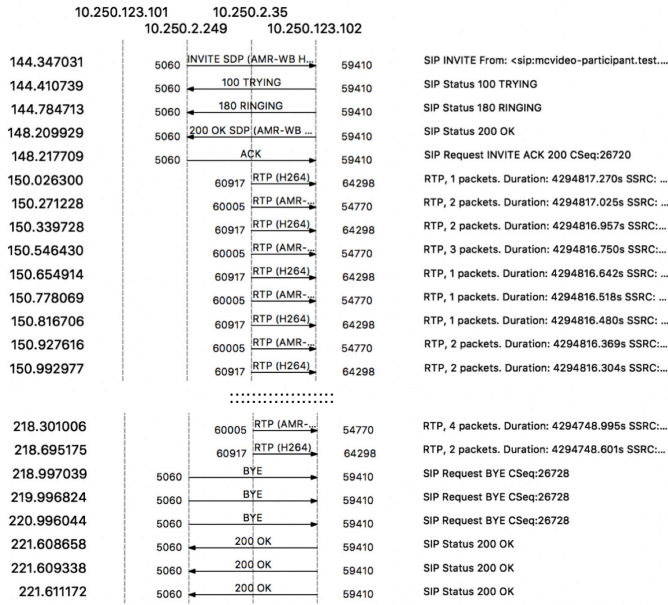 10.250.123.101 10.250.2.35
10.250.2.249 10.250.123.102
144.347031 5060 INVITE SDP (AMR-WB H... 59410 SIP INVITE From: <sip:mcvideo-participant.test....
144.410739 5060 100 TRYING 59410 SIP Status 100 TRYING
144.784713 5060 180 RINGING 59410 SIP Status 180 RINGING
148.209929 5060 200 OK SDP (AMR-WB ... 59410 SIP Status 200 OK
148.217709 5060 ACK 59410 SIP Request INVITE ACK 200 CSeq:26720
150.026300 60917 RTP (H264) 64298 RTP, 1 packets. Duration: 4294817.270s SSRC: ...
150.271228 60005 RTP (AMR-... 54770 RTP, 2 packets. Duration: 4294817.025s SSRC:...
150.339728 60917 RTP (H264) 64298 RTP, 2 packets. Duration: 4294816.957s SSRC:...
150.546430 60005 RTP (AMR-... 54770 RTP, 3 packets. Duration: 4294816.750s SSRC:...
150.654914 60917 RTP (H264) 64298 RTP, 1 packets. Duration: 4294816.642s SSRC: ...
150.778069 60005 RTP (AMR-... 54770 RTP, 1 packets. Duration: 4294816.518s SSRC: ...
150.816706 60917 RTP (H264) 64298 RTP, 1 packets. Duration: 4294816.480s SSRC:...
150.927616 60005 RTP (AMR-... 54770 RTP, 2 packets. Duration: 4294816.369s SSRC:...
150.992977 60917 RTP (H264) 64298 RTP, 2 packets. Duration: 4294816.304s SSRC:...
218.301006 60005 RTP (AMR-... 54770 RTP, 4 packets. Duration: 4294748.995s SSRC:...
218.695175 60917 RTP (H264) 64298 RTP, 2 packets. Duration: 4294748.601s SSRC:...
218.997039 5060 BYE 59410 SIP Request BYE CSeq:26728
219.996824 5060 BYE 59410 SIP Request BYE CSeq:26728
220.996044 5060 BYE 59410 SIP Request BYE CSeq:26728
221.608658 5060 200 OK 59410 SIP Status 200 OK
221.609338 5060 200 OK 59410 SIP Status 200 OK
221.611172 5060 200 OK 59410 SIP Status 200 OK